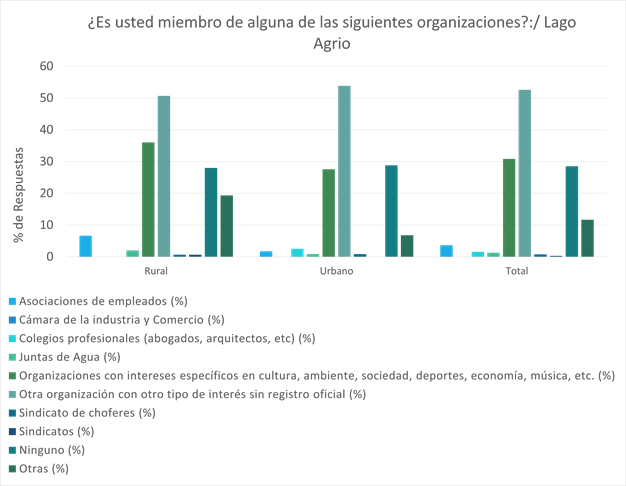 ¿Es usted miembro de alguna de las siguientes organizaciones?:/ Lago
Agrio
% de Respuestas
60
50
40
30
20
10
0
Rural
Urbano
Total
Asociaciones de empleados (%)
Cámara de la industria y Comercio (%)
Colegios profesionales (abogados, arquitectos, etc) (%)
Juntas de Agua (%)
Organizaciones con intereses específicos en cultura, ambiente, sociedad, deportes, economía, música, etc. (%)
Otra organización con otro tipo de interés sin registro oficial (%)
Sindicato de choferes (%)
Sindicatos (%)
Ninguno (%)
Otras (%)